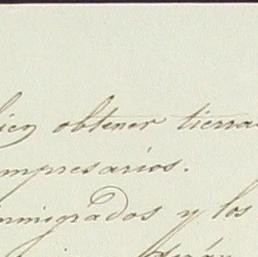 obtener tierra
empresarios.
inmigrados y los